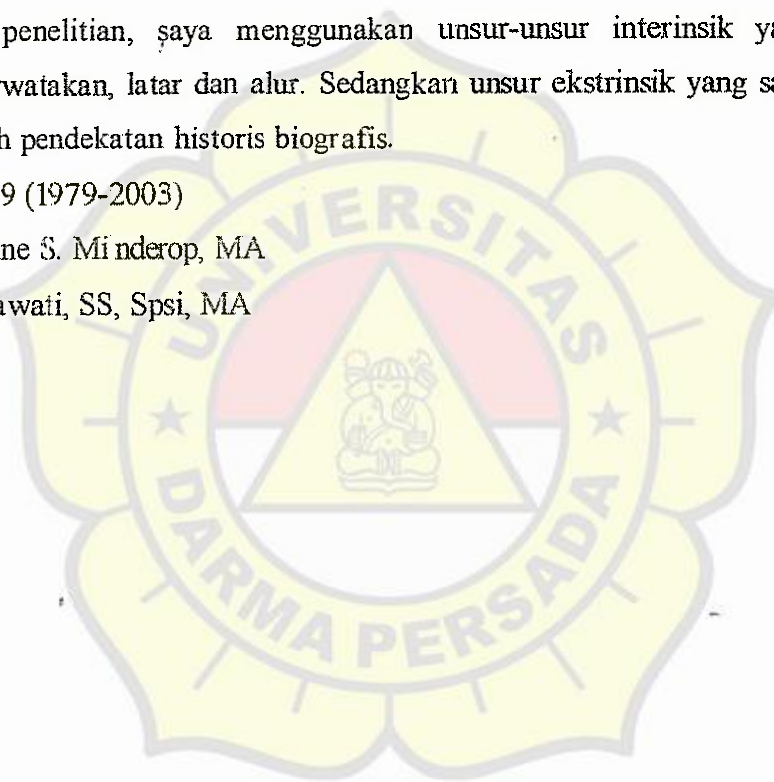 penelitian, saya menggunakan unsur-unsur interinsik ya
rwatakan, latar dan alur. Sedangkan unsur ekstrinsik yang sa
h pendekatan historis biografis.
9 (1979-2003)
ne S. Minderop, MA
awati, SS, Spsi, MA
UNIVERSITAS
DARMA PERSADA